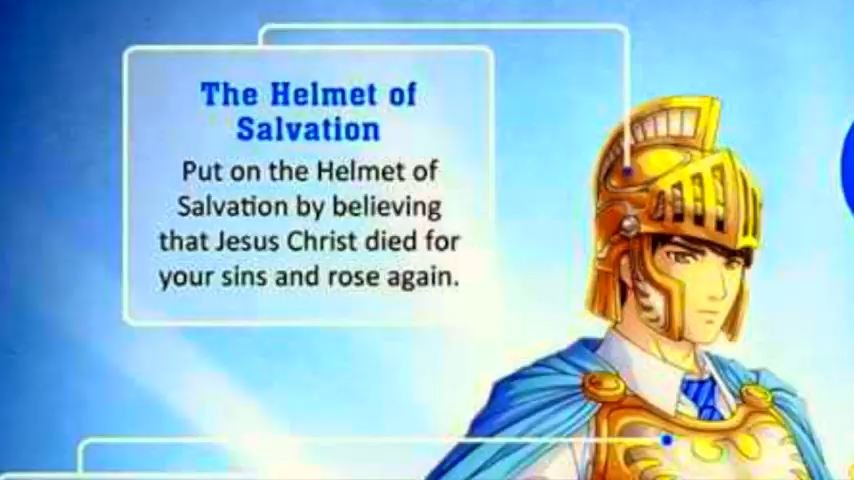 The Helmet of
Salvation
Put on the Helmet of
Salvation by believing
that Jesus Christ died for
your sins and rose again.